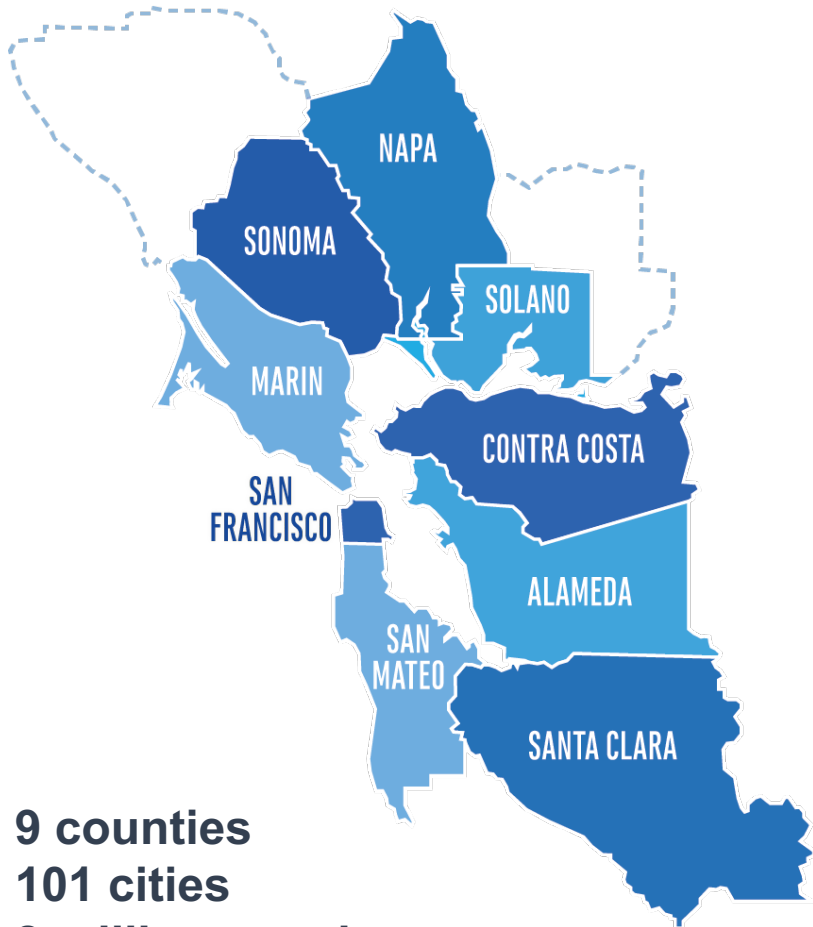 NAPA
SONOMA
SOLANO
MARIN
CONTRA COSTA
SAN
FRANCISCO
ALAMEDA
SAN
MATEO
SANTA CLARA
9 counties
101 cities